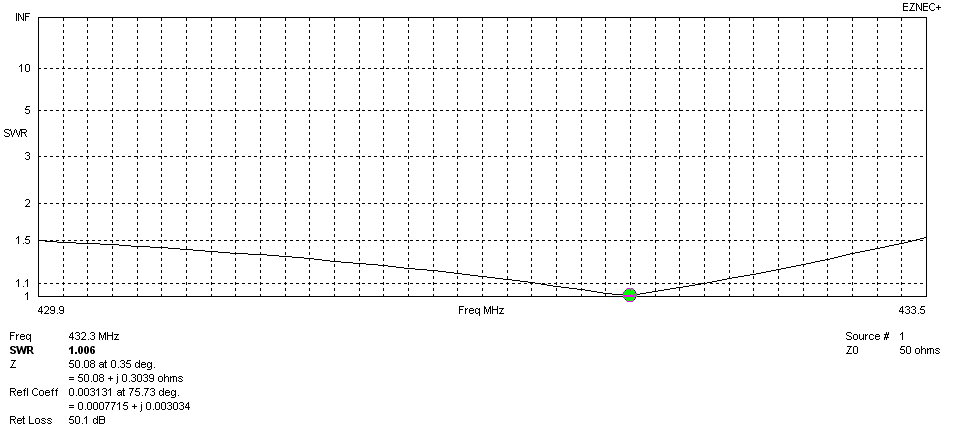 EZNEC+
INF
10
5
SWR
3
2
1.5
1.1
1
429.9 Freq MHz 433.5
Freq 432.3 MHz Source # 1
SWR 1.006 Z0 50 ohms
Z 50.08 at 0.35 deg.
= 50.08 + j 0.3039 ohms
Refl Coeff 0.003131 at 75.73 deg.
= 0.0007715 + j 0.003034
Ret Loss 50.1 dB